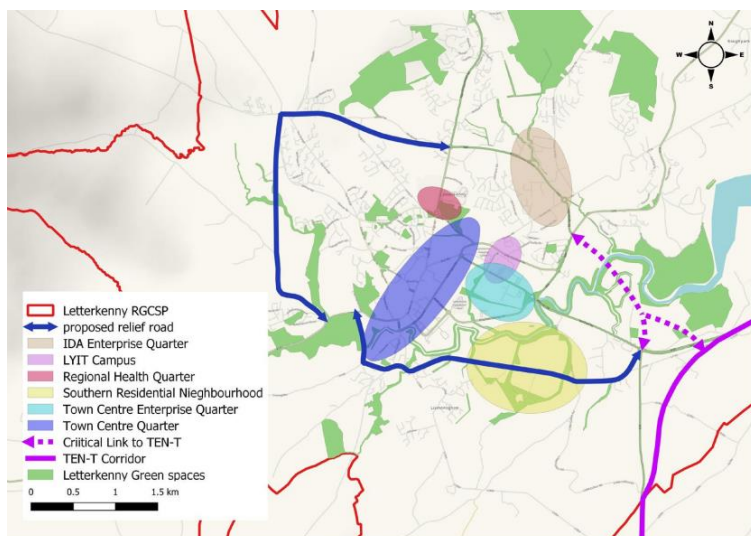 N
W
E
S
Letterkenny RGCSP
proposed relief road
IDA Enterprise Quarter
LYIT Campus
Regional Health Quarter
Southern Residential Nieghbourhood
Town Centre Enterprise Quarter
Town Centre Quarter
Criitical Link to TEN-T
TEN-T Corridor
Letterkenny Green spaces
0 0.5 1 1.5 km